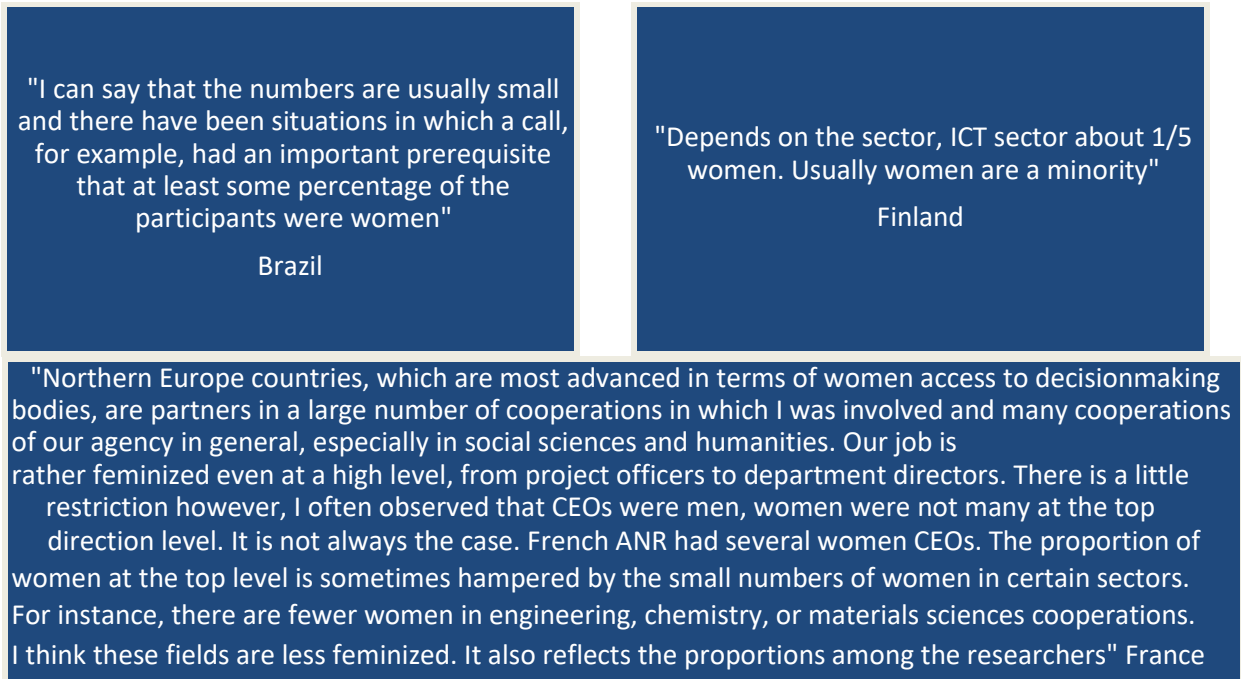 "I can say that the numbers are usually small
and there have been situations in which a call,
for example, had an important prerequisite
that at least some percentage of the
participants were women"
Brazil
"Depends on the sector, ICT sector about 1/5
women. Usually women are a minority"
Finland
"Northern Europe countries, which are most advanced in terms of women access to decisionmaking
bodies, are partners in a large number of cooperations in which I was involved and many cooperations
of our agency in general, especially in social sciences and humanities. Our job is
rather feminized even at a high level, from project officers to department directors. There is a little
restriction however, I often observed that CEOs were men, women were not many at the top
direction level. It is not always the case. French ANR had several women CEOs. The proportion of
women at the top level is sometimes hampered by the small numbers of women in certain sectors.
For instance, there are fewer women in engineering, chemistry, or materials sciences cooperations.
I think these fields are less feminized. It also reflects the proportions among the researchers" France